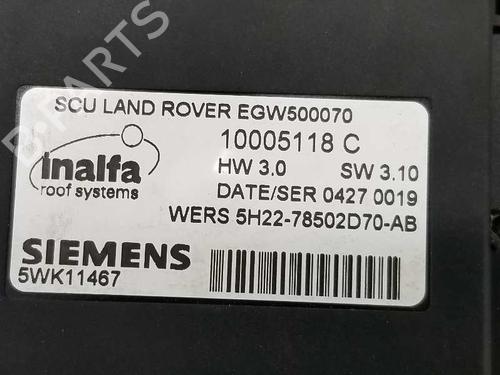 SCU LAND ROVER EGW500070
10005118 C
HW 3.0 SW 3.10
DATE/SER 0427 0019
WERS 5H22-78502D70-AB
inalfa
roof systems
SIEMENS
5WK11467
B-PARTS